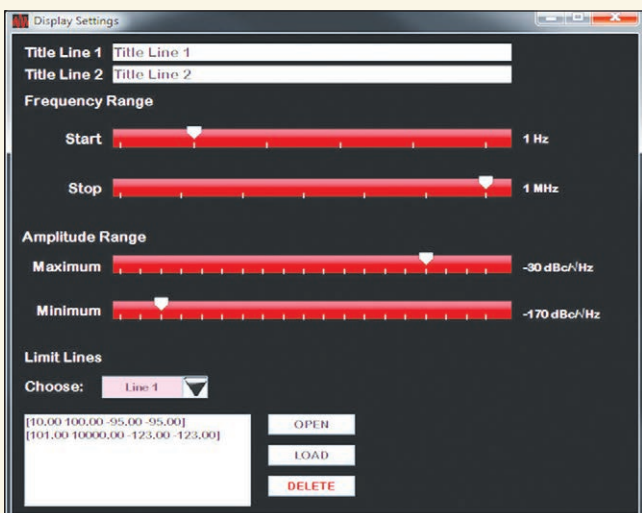 Display Settings
Title Line 1 Title Line 1
Title Line 2 Title Line 2
Frequency Range
Start 1 Hz
Stop 1 MHz
Amplitude Range
Maximum -30 dBc/√Hz
Minimum -170 dBc/√Hz
Limit Lines
Choose: Line 1
[10,00 100,00 -95,00 -95,00]
[101,00 10000,00 -123,00 -123,00]
OPEN
LOAD
DELETE